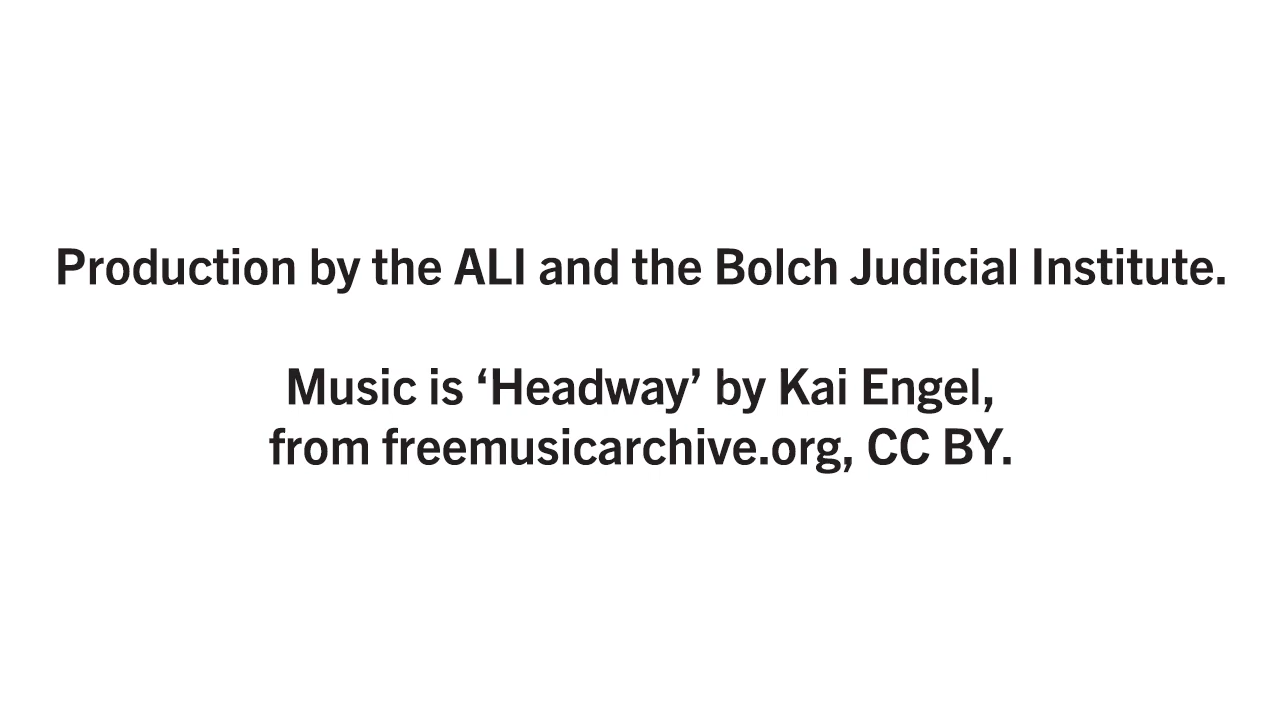 Production by the ALI and the Bolch Judicial Institute.
Music is ‘Headway’ by Kai Engel,
from freemusicarchive.org, CC BY.